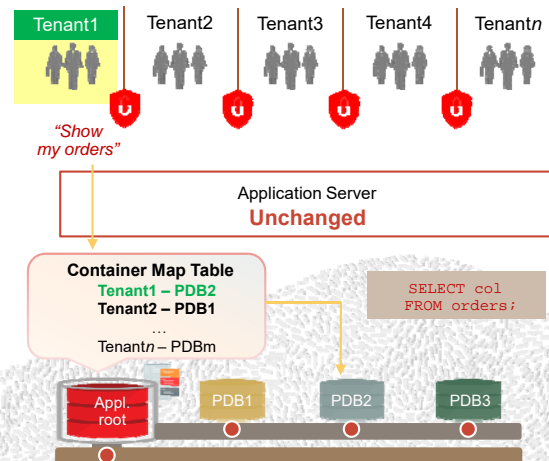 Tenant1
Tenant2
Tenant3
Tenant4
Tenantn
“Show
my orders”
Application Server
Unchanged
Container Map Table
Tenant1 – PDB2
Tenant2 – PDB1
...
Tenantn – PDBm
SELECT col
FROM orders;
Appl.
root
PDB1
PDB2
PDB3